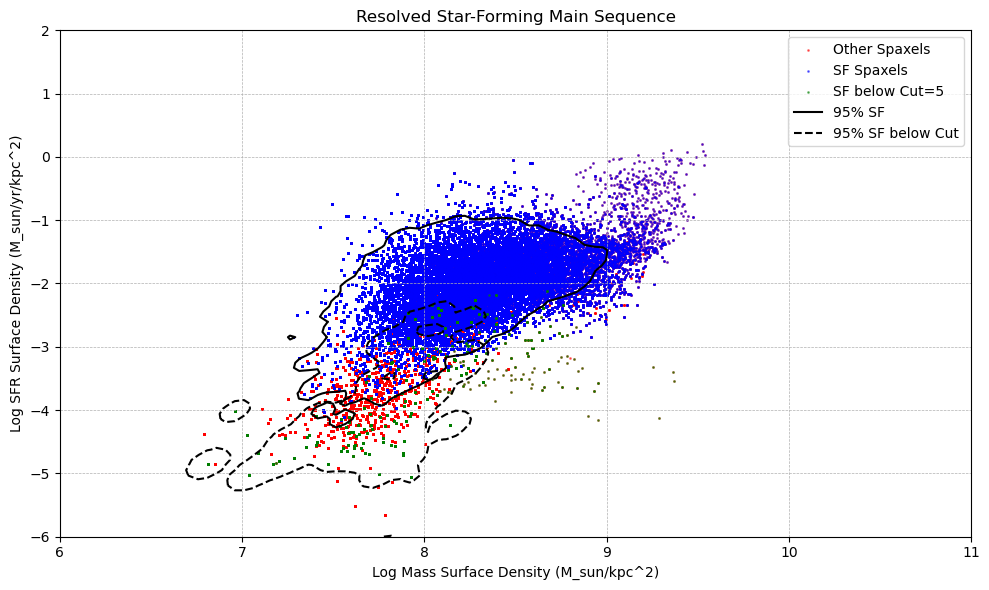 Resolved Star-Forming Main Sequence
Log SFR Surface Density (M_sun/yr/kpc^2)
2
1
0
−1
−2
−3
−4
−5
−6
Other Spaxels
SF Spaxels
SF below Cut=5
95% SF
95% SF below Cut
6
7
8
9
10
11
Log Mass Surface Density (M_sun/kpc^2)